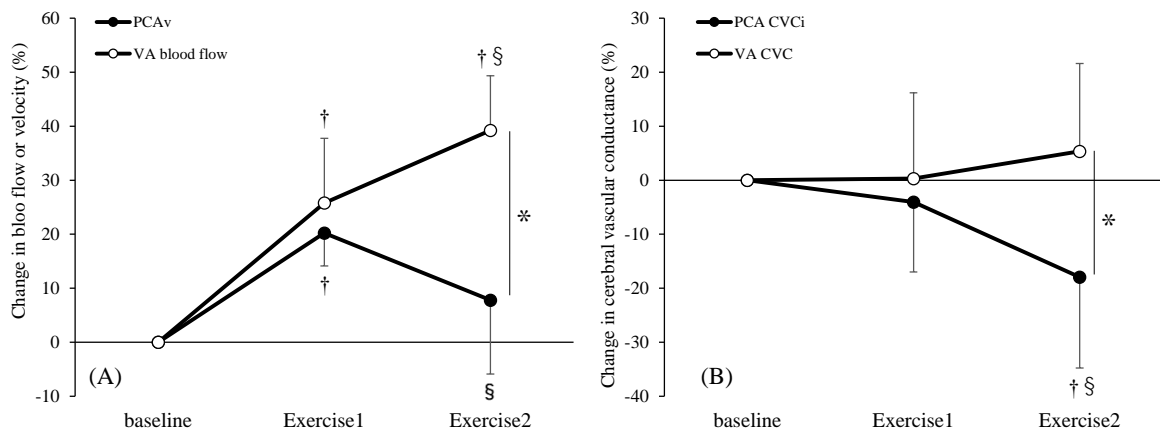 PCAv
VA blood flow
Change in bloo flow or velocity (%)
60
50
40
30
20
10
0
-10
† §
†
†
*
§
(A)
baseline Exercise1 Exercise2
PCA CVCi
VA CVC
Change in cerebral vascular conductance (%)
30
20
10
0
-10
-20
-30
-40
*
† §
(B)
baseline Exercise1 Exercise2